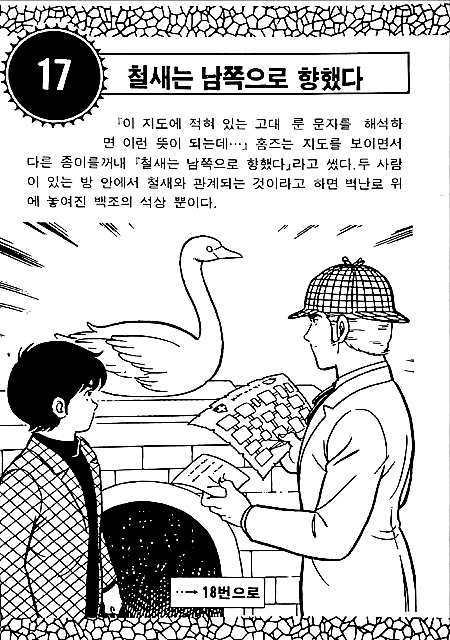 17
철새는 남쪽으로 향했다
『이 지도에 적혀 있는 고대 룬 문자를 해석하
면 이런 뜻이 되는데…』 홈즈는 지도를 보이면서
다른 종이를꺼내 『철새는 남쪽으로 향했다』라고 썼다.두 사람
이 있는 방 안에서 철새와 관계되는 것이라고 하면 벽난로 위
에 놓여진 백조의 석상 뿐이다.
…→ 18번으로